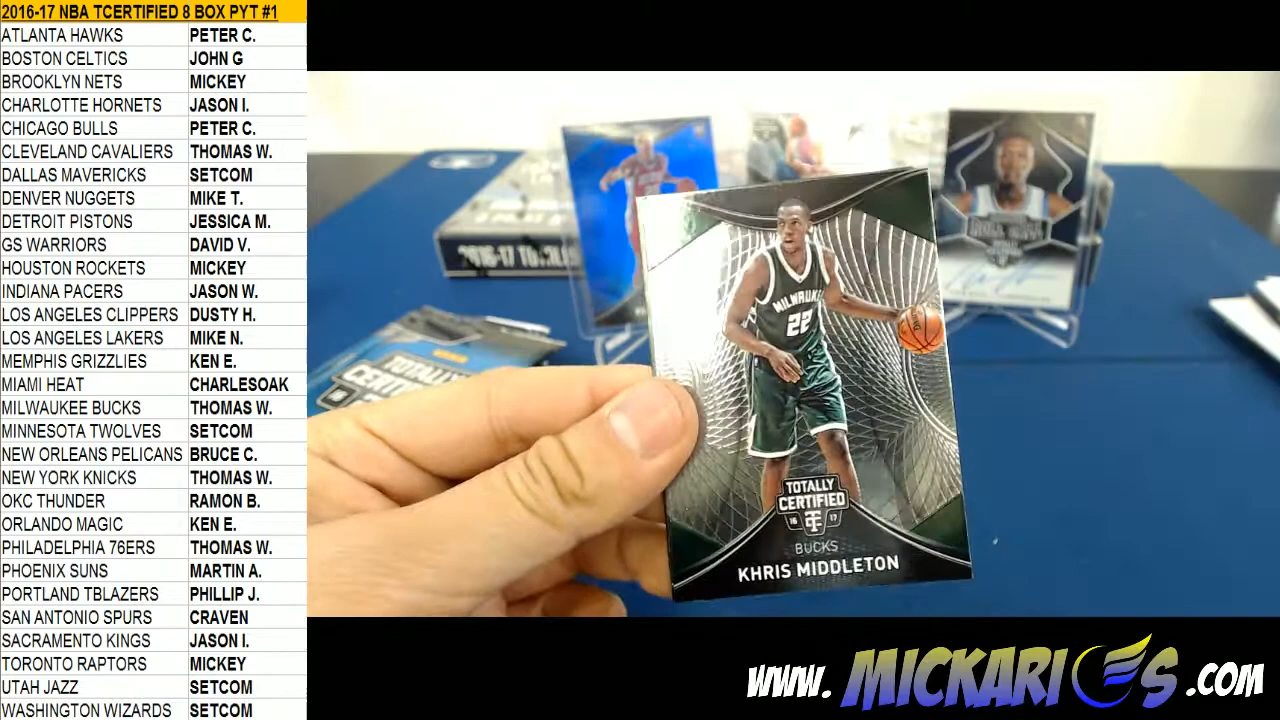 2016-17 NBA TCERTIFIED 8 BOX PYT #1
ATLANTA HAWKS PETER C.
BOSTON CELTICS JOHN G
BROOKLYN NETS MICKEY
CHARLOTTE HORNETS JASON I.
CHICAGO BULLS PETER C.
CLEVELAND CAVALIERS THOMAS W.
DALLAS MAVERICKS SETCOM
DENVER NUGGETS MIKE T.
DETROIT PISTONS JESSICA M.
GS WARRIORS DAVID V.
HOUSTON ROCKETS MICKEY
INDIANA PACERS JASON W.
LOS ANGELES CLIPPERS DUSTY H.
LOS ANGELES LAKERS MIKE N.
MEMPHIS GRIZZLIES KEN E.
MIAMI HEAT CHARLESOAK
MILWAUKEE BUCKS THOMAS W.
MINNESOTA TWOLVES SETCOM
NEW ORLEANS PELICANS BRUCE C.
NEW YORK KNICKS THOMAS W.
OKC THUNDER RAMON B.
ORLANDO MAGIC KEN E.
PHILADELPHIA 76ERS THOMAS W.
PHOENIX SUNS MARTIN A.
PORTLAND TBLAZERS PHILLIP J.
SAN ANTONIO SPURS CRAVEN
SACRAMENTO KINGS JASON I.
TORONTO RAPTORS MICKEY
UTAH JAZZ SETCOM
WASHINGTON WIZARDS SETCOM
2016-17
TOTALLY
CERTIFIED
16
MILWAUKEE
22
TOTALLY
CERTIFIED
16 TC 17
BUCKS
KHRIS MIDDLETON
www.MICKARIES.com